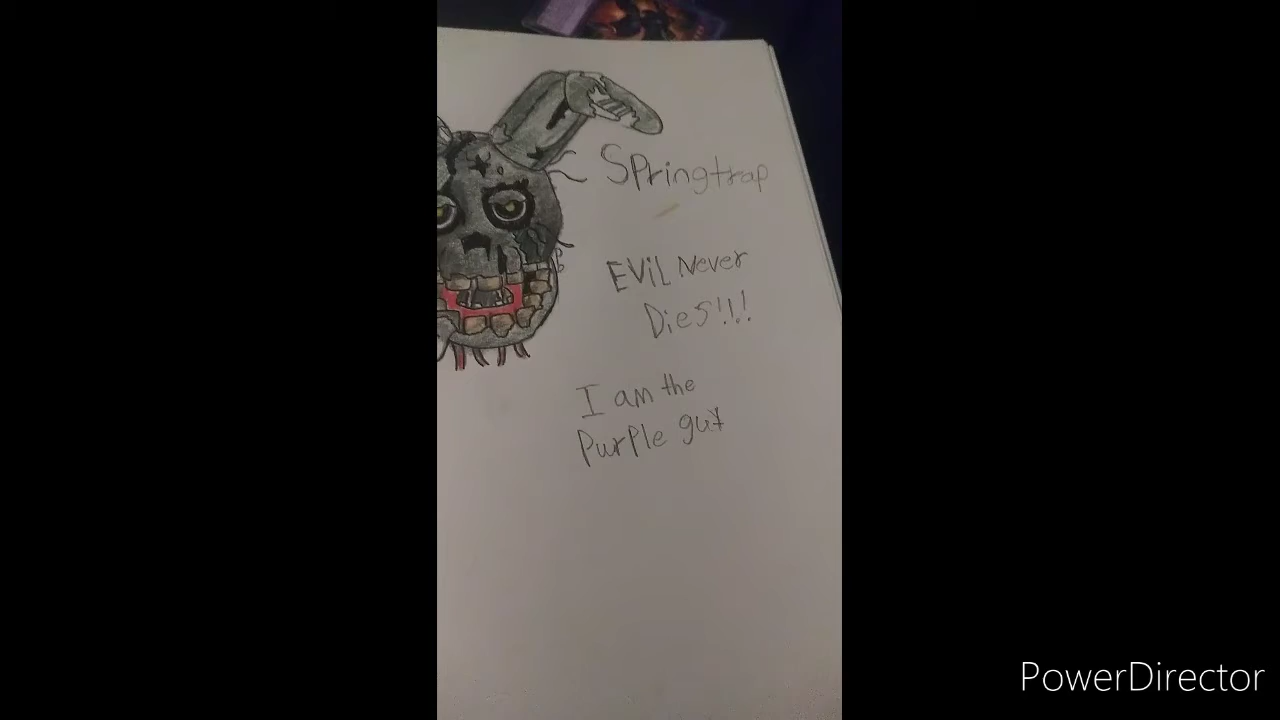 Springtrap
EViL Never
Dies!!!
I am the
Purple guy
PowerDirector